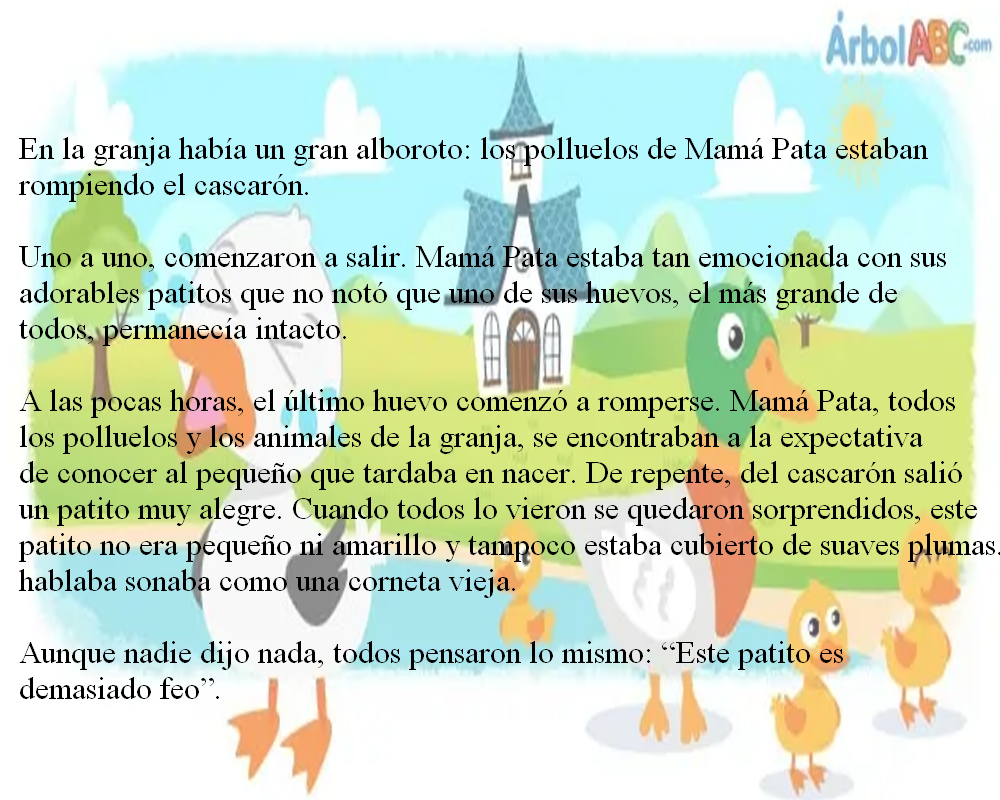 ÁrbolABC.com
En la granja había un gran alboroto: los polluelos de Mamá Pata estaban
rompiendo el cascarón.
Uno a uno, comenzaron a salir. Mamá Pata estaba tan emocionada con sus
adorables patitos que no notó que uno de sus huevos, el más grande de
todos, permanecía intacto.
A las pocas horas, el último huevo comenzó a romperse. Mamá Pata, todos
los polluelos y los animales de la granja, se encontraban a la expectativa
de conocer al pequeño que tardaba en nacer. De repente, del cascarón salió
un patito muy alegre. Cuando todos lo vieron se quedaron sorprendidos, este
patito no era pequeño ni amarillo y tampoco estaba cubierto de suaves plumas.
hablaba sonaba como una corneta vieja.
Aunque nadie dijo nada, todos pensaron lo mismo: “Este patito es
demasiado feo”.